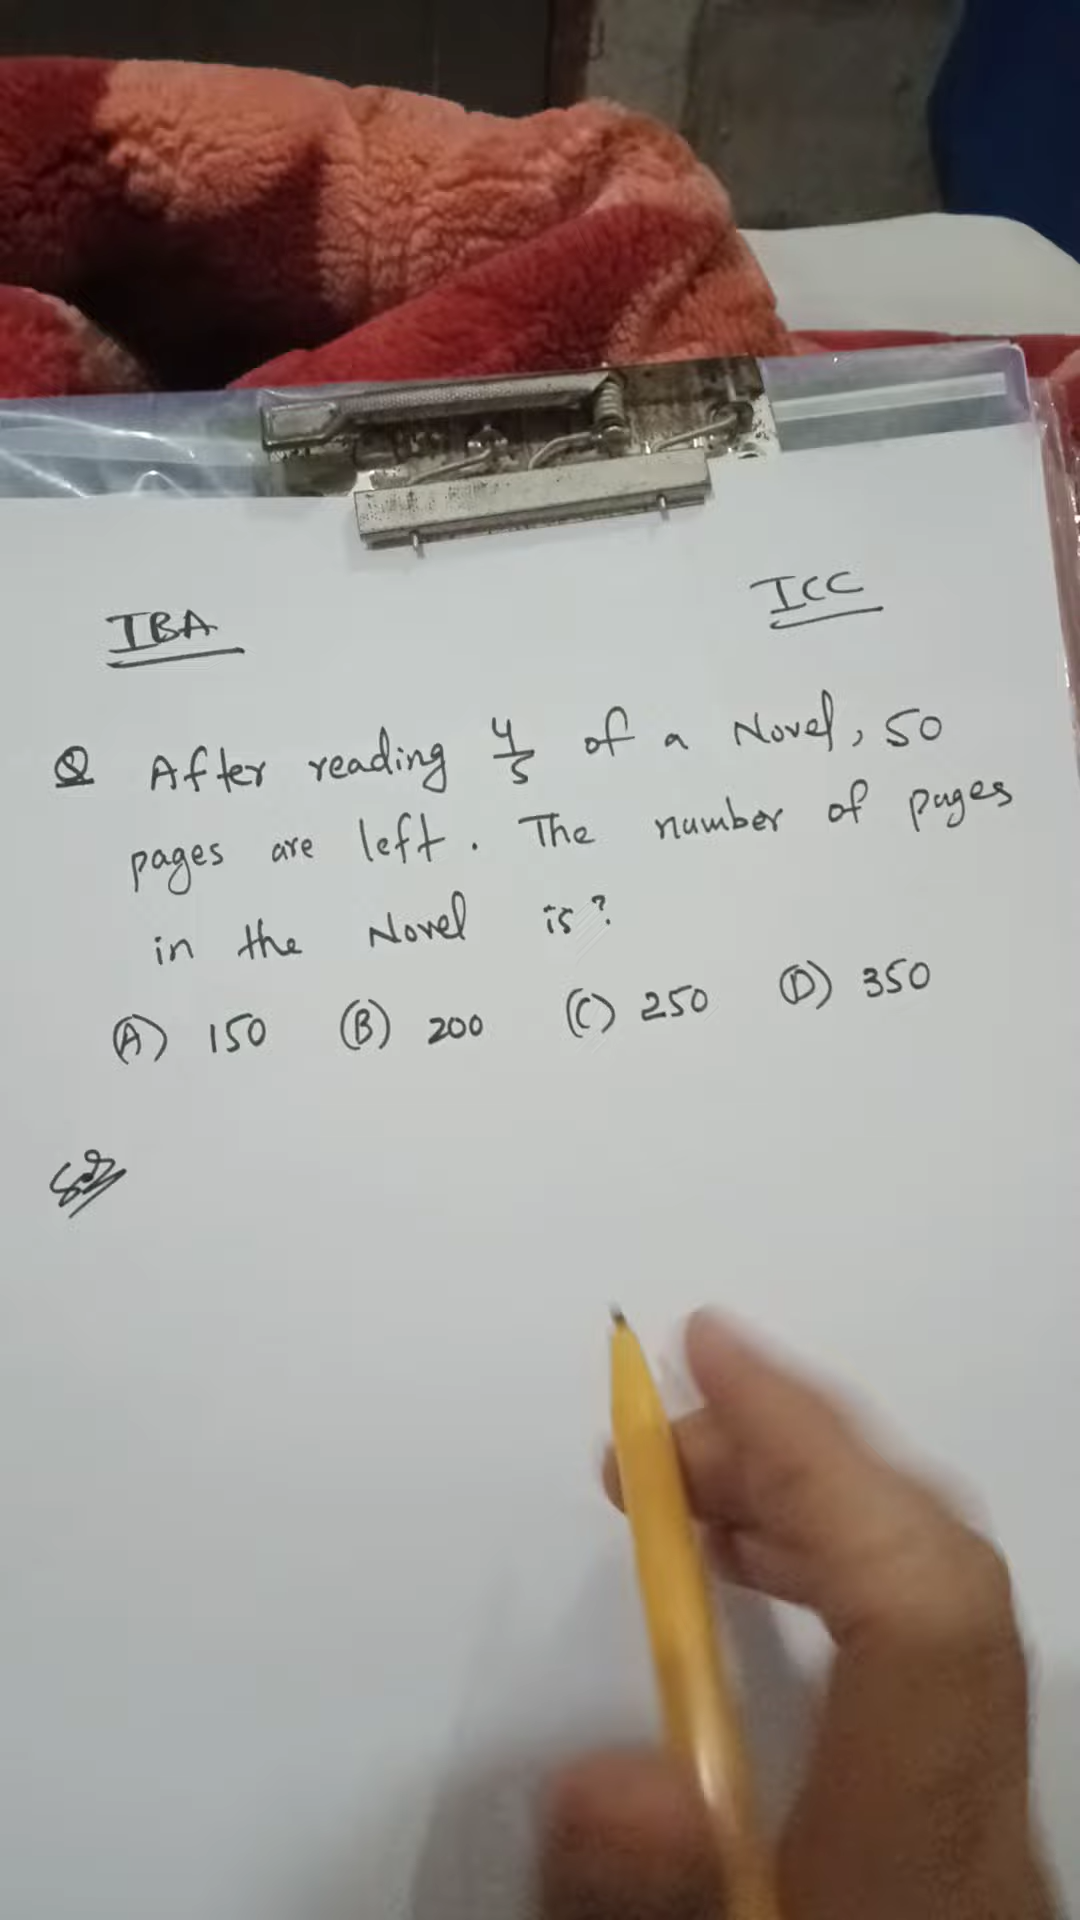 IBA
ICC
Q After reading 4/5 of a Novel, 50
pages are left. The number of pages
in the Novel is?
(A) 150 (B) 200 (C) 250 (D) 350
Sol